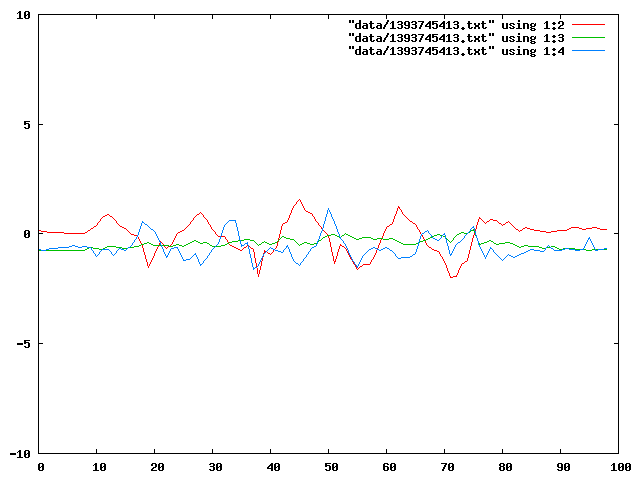 10
"data/1393745413.txt" using 1:2
"data/1393745413.txt" using 1:3
"data/1393745413.txt" using 1:4
5
0
-5
-10
0 10 20 30 40 50 60 70 80 90 100